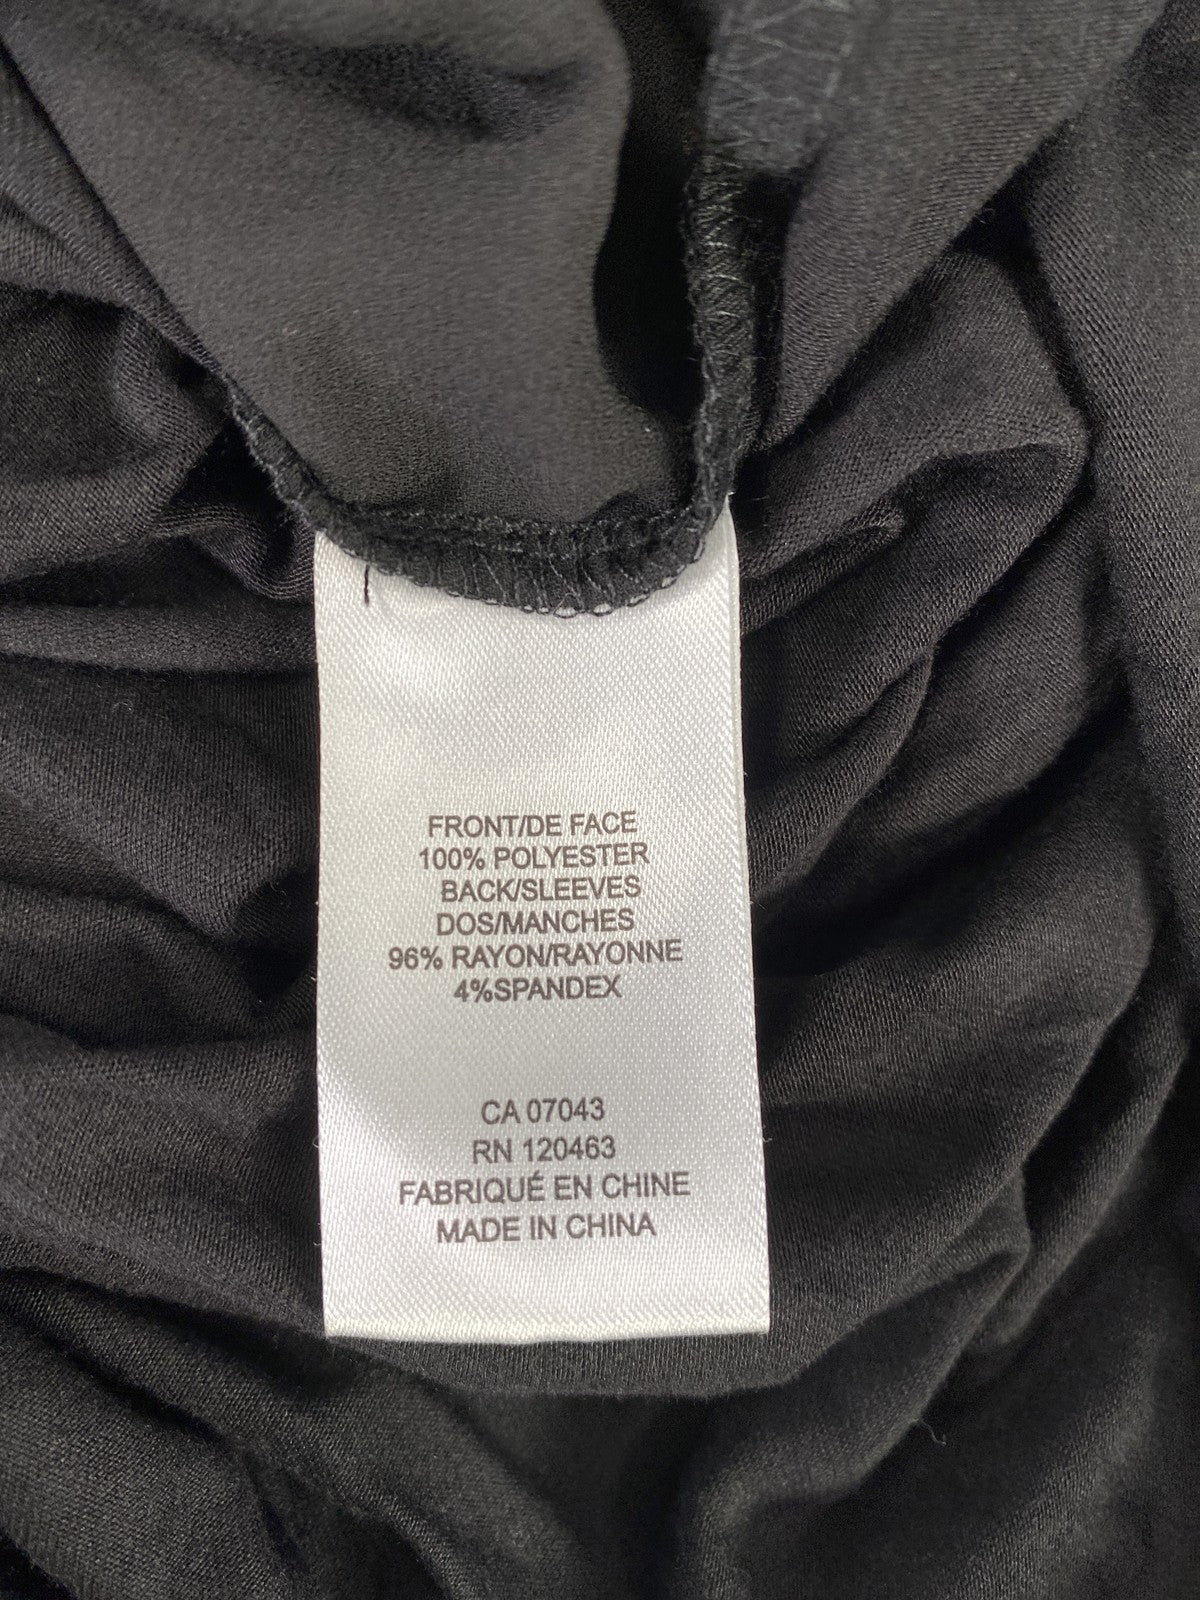 FRONT/DE FACE
100% POLYESTER
BACK/SLEEVES
DOS/MANCHES
96% RAYON/RAYONNE
4%SPANDEX
CA 07043
RN 120463
FABRIQUÉ EN CHINE
MADE IN CHINA